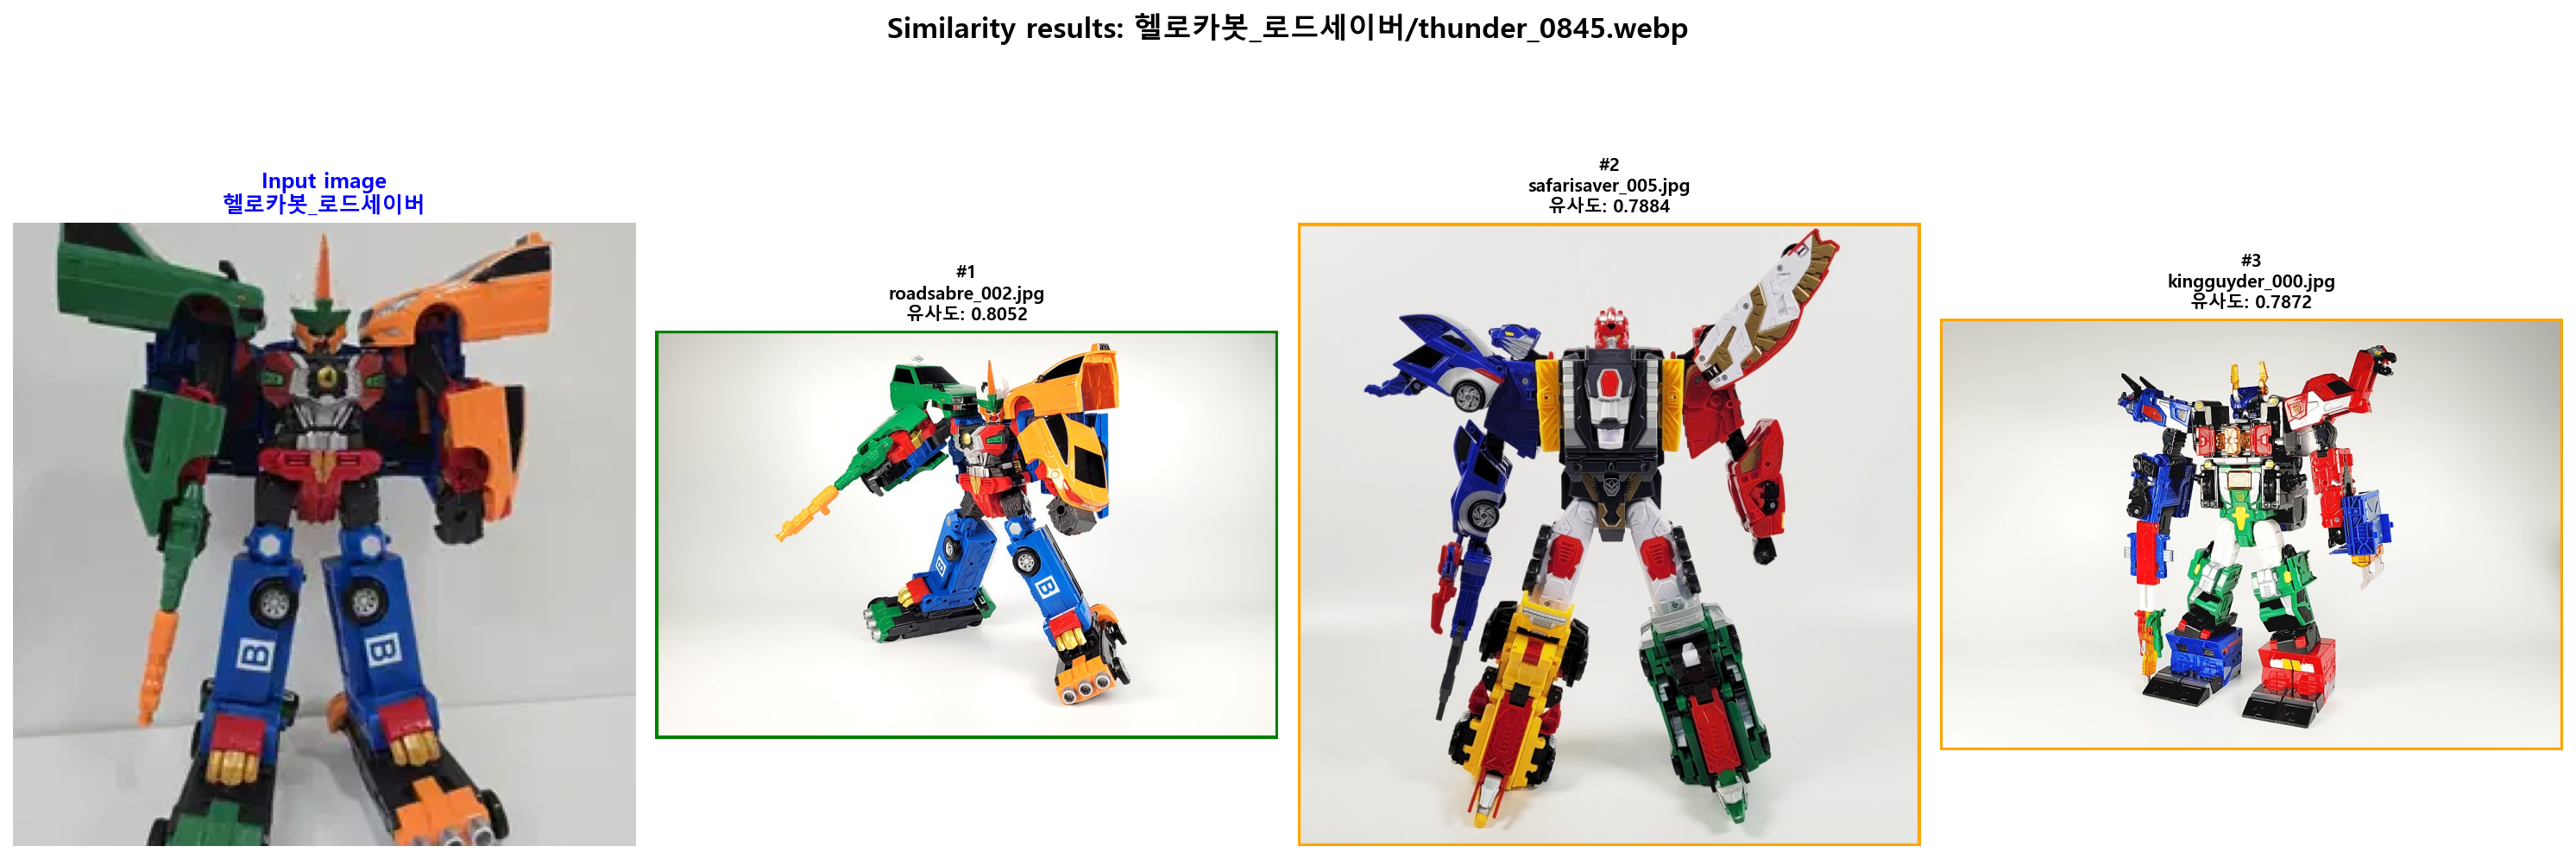 Similarity results: 헬로카봇_로드세이버/thunder_0845.webp
Input image
헬로카봇_로드세이버
B
B
#1
roadsabre_002.jpg
유사도: 0.8052
B
B
#2
safarisaver_005.jpg
유사도: 0.7884
#3
kingguyder_000.jpg
유사도: 0.7872